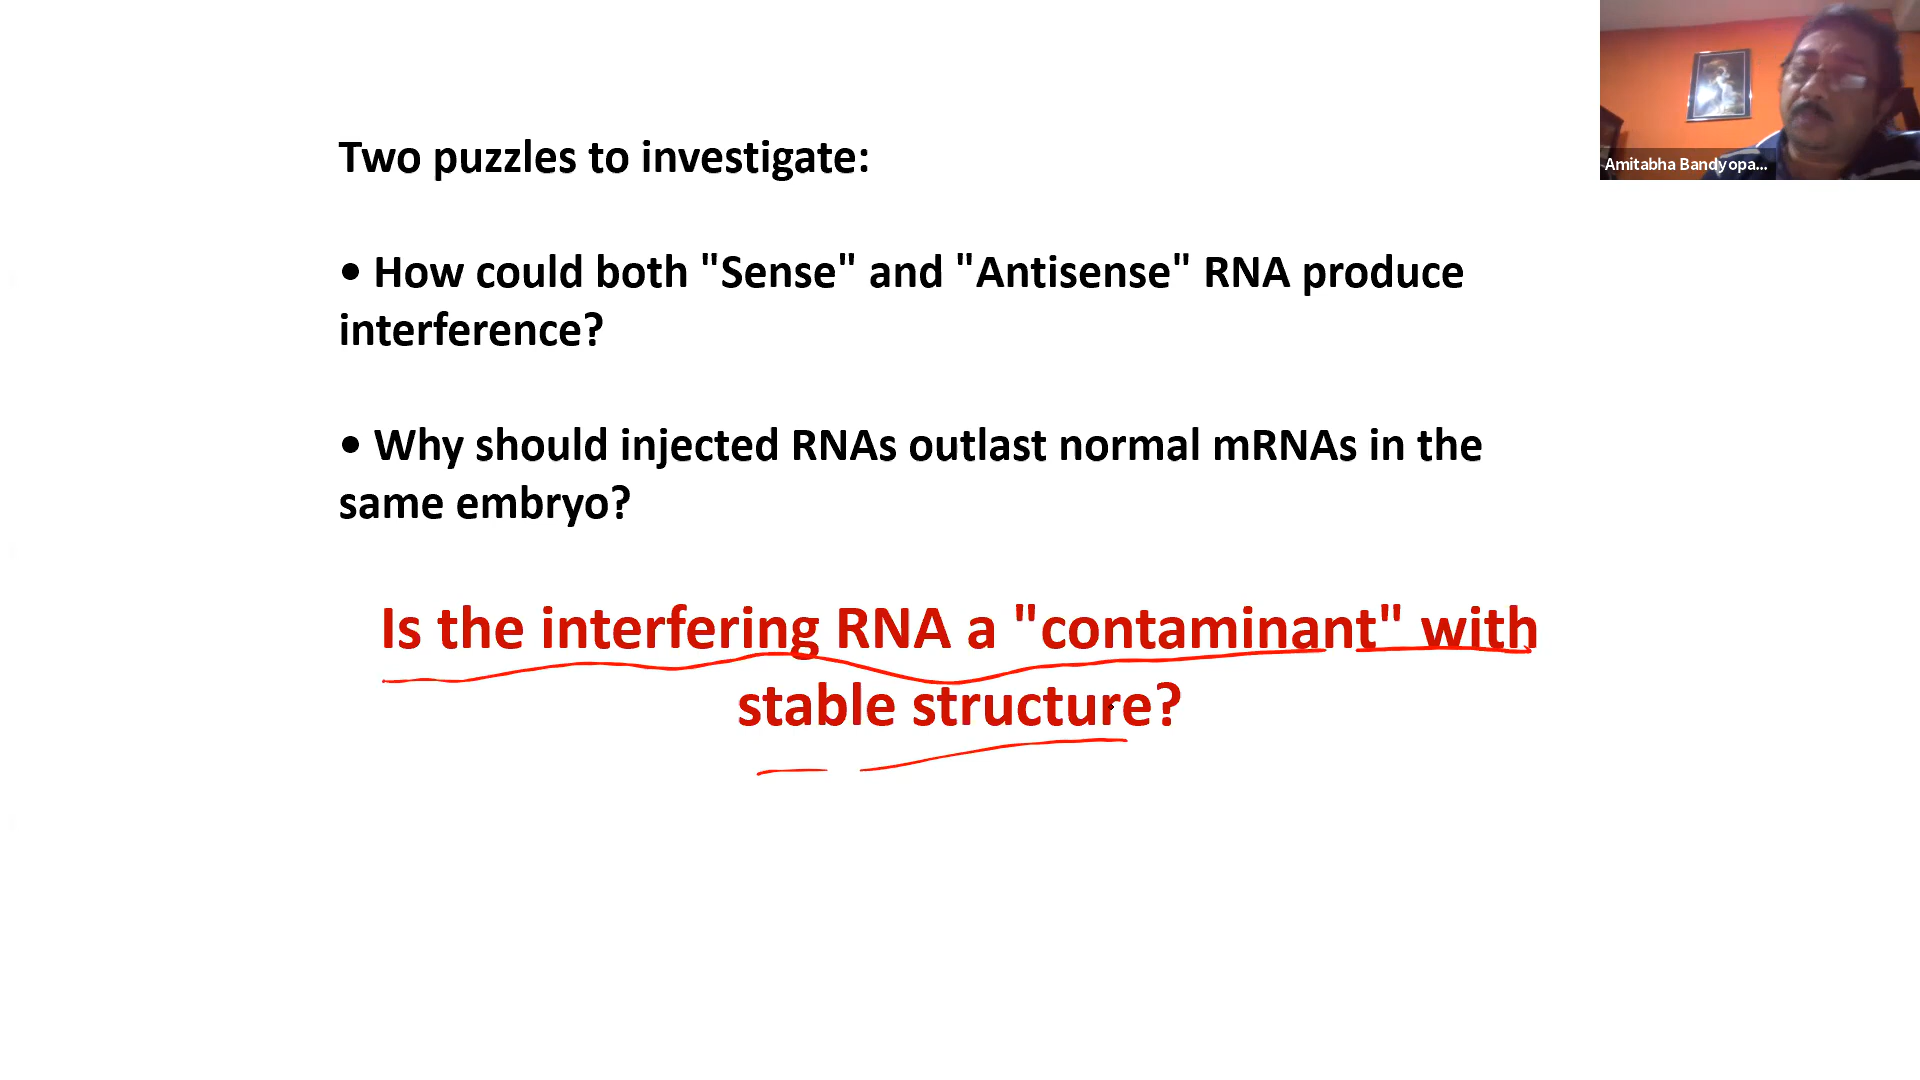 Amitabha Bandyopa...
Two puzzles to investigate:
• How could both "Sense" and "Antisense" RNA produce
interference?
• Why should injected RNAs outlast normal mRNAs in the
same embryo?
Is the interfering RNA a "contaminant" with
stable structure?